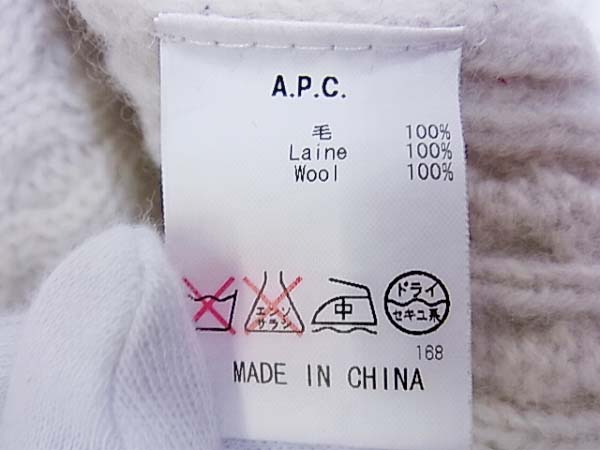 A.P.C.
毛 100%
Laine 100%
Wool 100%
エンソ
サラシ
中
ドライ
セキユ系
168
MADE IN CHINA